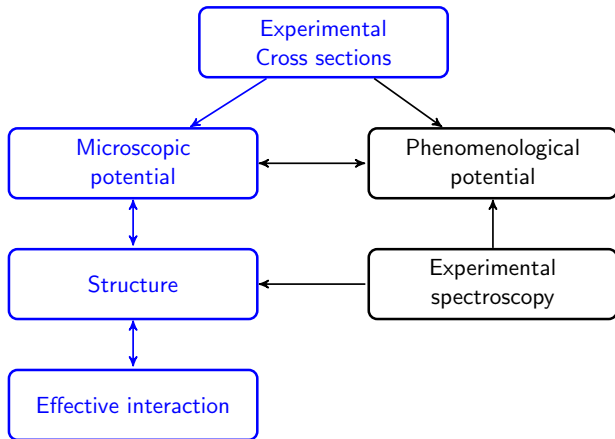 Experimental
Cross sections
Microscopic
potential
Phenomenological
potential
Structure
Experimental
spectroscopy
Effective interaction